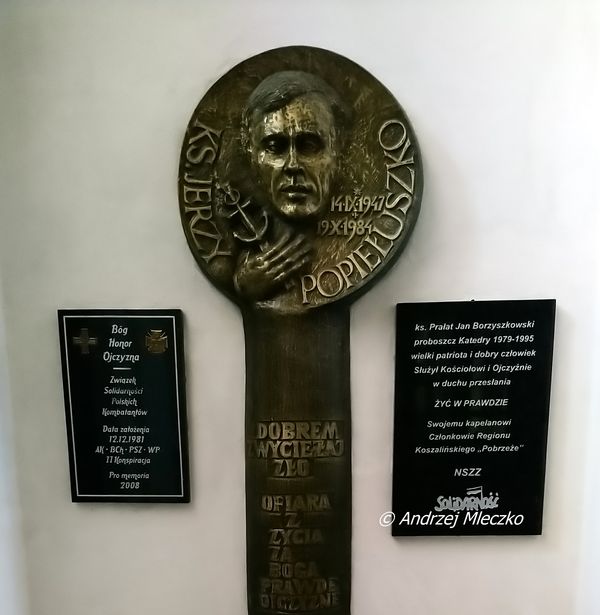 KS. JERZY
POPIEŁUSZKO
14·IX·1947
19·X·1984
DOBREM
ZWYCIĘŻAJ
ZŁO
OFIARA
Z
ŻYCIA
ZA
BOGA
PRAWDĘ
OJCZYZNĘ
Bóg
Honor
Ojczyzna
Związek
Solidarności
Polskich
Kombatantów
Data założenia
12.12.1981
AK · BCh · PSZ · WP
II Konspiracja
Pro memoria
2008
ks. Prałat Jan Borzyszkowski
proboszcz Katedry 1979-1995
wielki patriota i dobry człowiek
Służył Kościołowi i Ojczyźnie
w duchu przesłania
ŻYĆ W PRAWDZIE
Swojemu kapelanowi
Członkowie Regionu
Koszalińskiego „Pobrzeże"
NSZZ
SOLIDARNOŚĆ
© Andrzej Mleczko